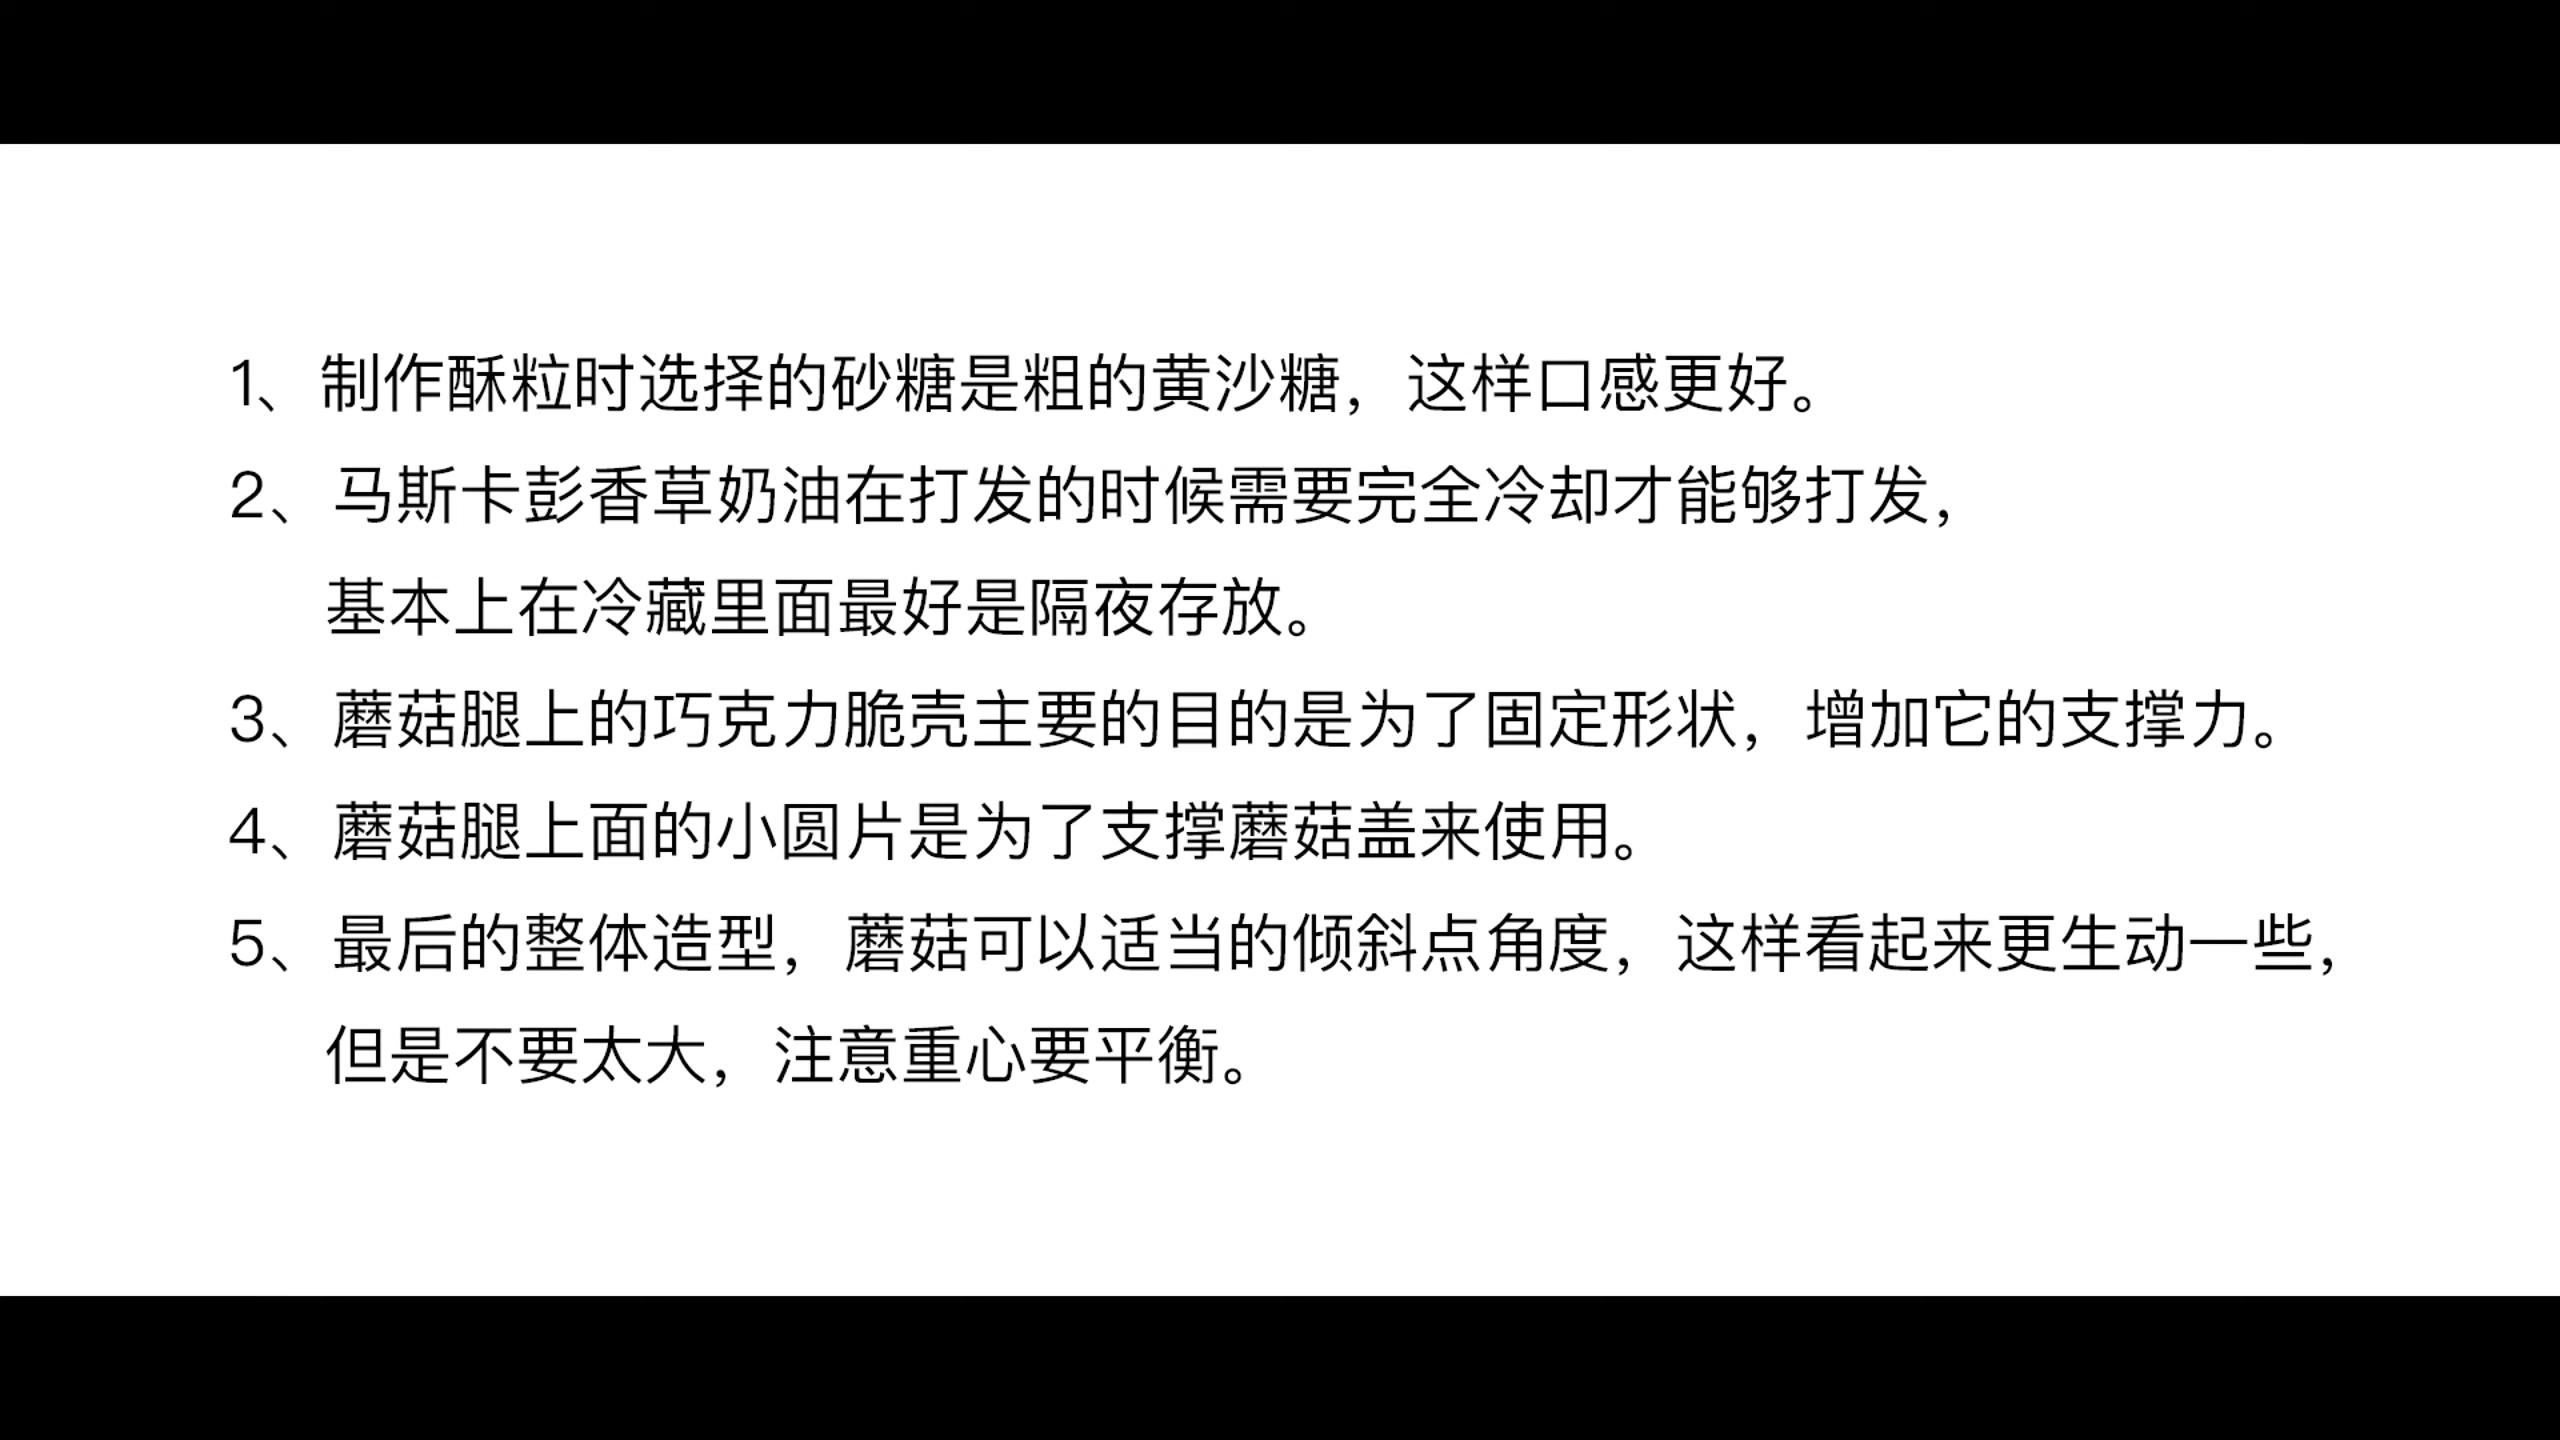 1、制作酥粒时选择的砂糖是粗的黄沙糖，这样口感更好。
2、马斯卡彭香草奶油在打发的时候需要完全冷却才能够打发，
基本上在冷藏里面最好是隔夜存放。
3、蘑菇腿上的巧克力脆壳主要的目的是为了固定形状，增加它的支撑力。
4、蘑菇腿上面的小圆片是为了支撑蘑菇盖来使用。
5、最后的整体造型，蘑菇可以适当的倾斜点角度，这样看起来更生动一些，
但是不要太大，注意重心要平衡。